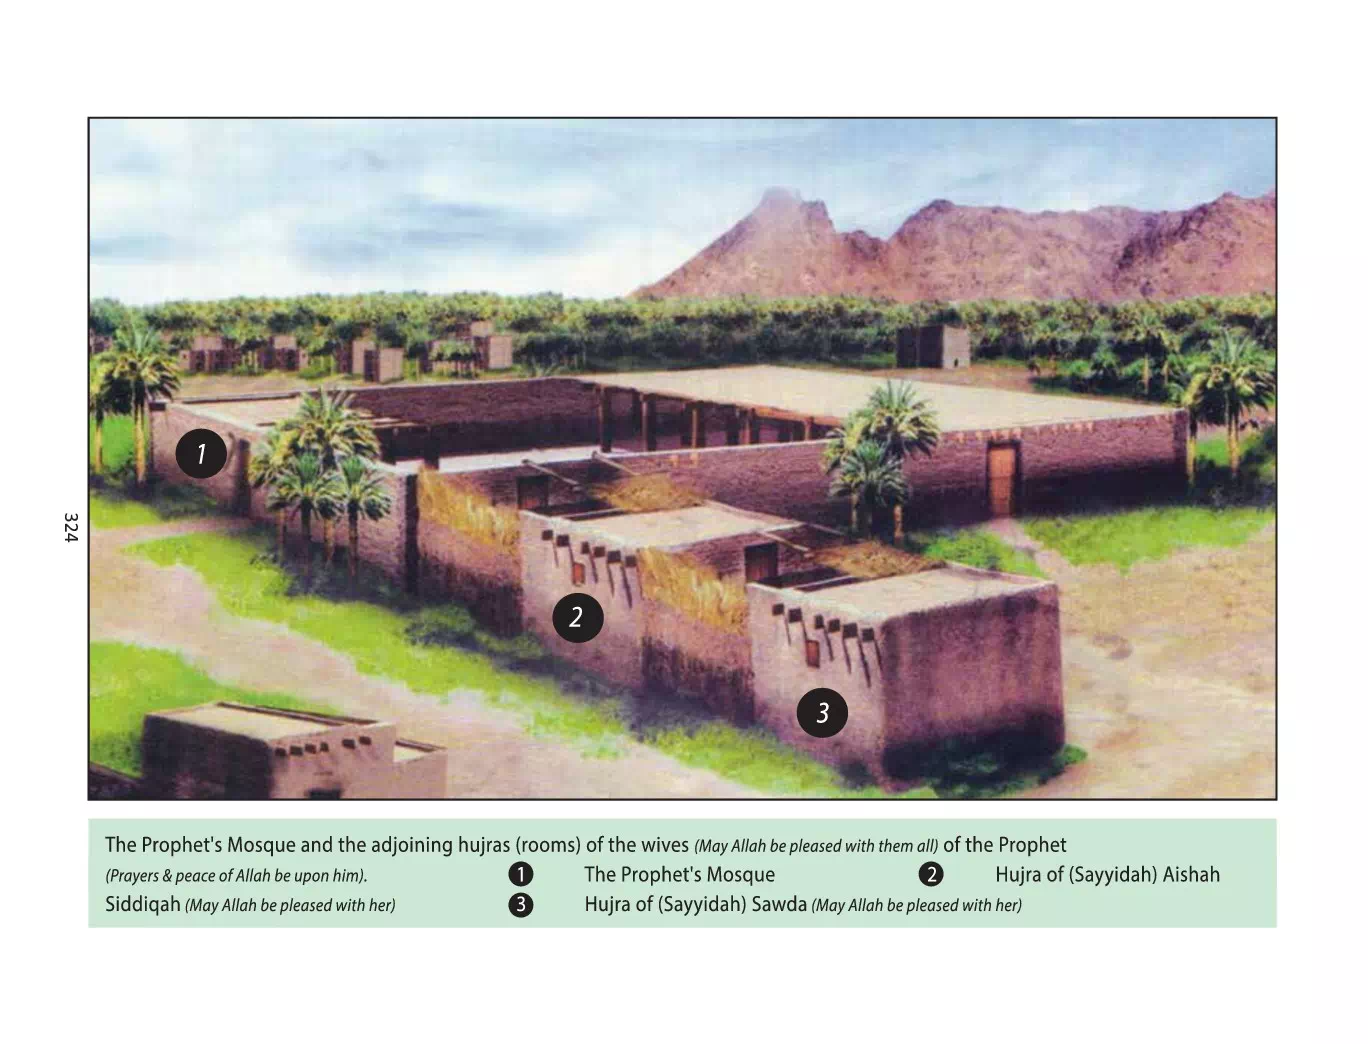 1
2
3
324
The Prophet's Mosque and the adjoining hujras (rooms) of the wives (May Allah be pleased with them all) of the Prophet
(Prayers & peace of Allah be upon him). 1 The Prophet's Mosque 2 Hujra of (Sayyidah) Aishah
Siddiqah (May Allah be pleased with her) 3 Hujra of (Sayyidah) Sawda (May Allah be pleased with her)